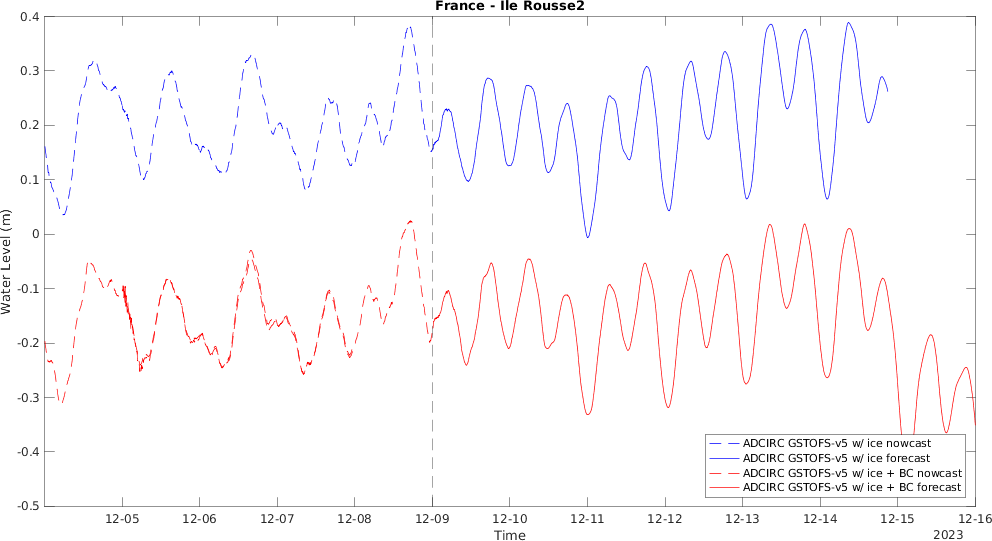 France - Ile Rousse2
0.4
0.3
0.2
0.1
0
-0.1
-0.2
-0.3
-0.4
-0.5
Water Level (m)
ADCIRC GSTOFS-v5 w/ ice nowcast
ADCIRC GSTOFS-v5 w/ ice forecast
ADCIRC GSTOFS-v5 w/ ice + BC nowcast
ADCIRC GSTOFS-v5 w/ ice + BC forecast
12-05 12-06 12-07 12-08 12-09 12-10 12-11 12-12 12-13 12-14 12-15 12-16
Time
2023